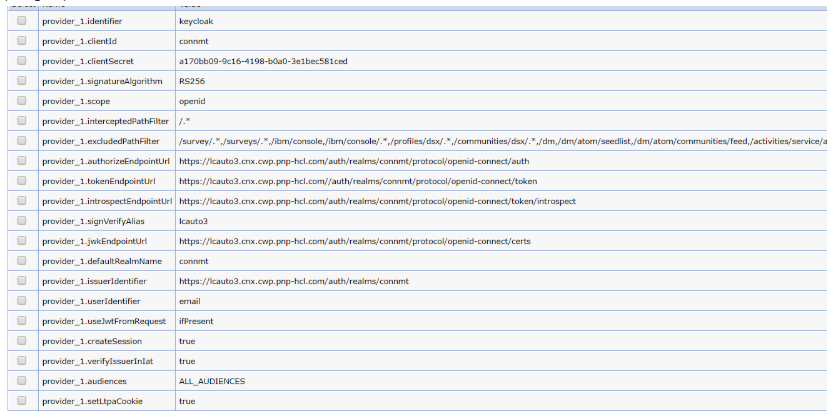 provider_1.identifier keycloak
provider_1.clientId connmt
provider_1.clientSecret a170bb09-9c16-4198-b0a0-3e1bec581ced
provider_1.signatureAlgorithm RS256
provider_1.scope openid
provider_1.interceptedPathFilter /.*
provider_1.excludedPathFilter /survey/.*,/surveys/.*,/ibm/console,/ibm/console/.*,/profiles/dsx/.*,/communities/dsx/.*,/dm,/dm/atom/seedlist,/dm/atom/communities/feed,/activities/service/a
provider_1.authorizeEndpointUrl https://lcauto3.cnx.cwp.pnp-hcl.com/auth/realms/connmt/protocol/openid-connect/auth
provider_1.tokenEndpointUrl https://lcauto3.cnx.cwp.pnp-hcl.com//auth/realms/connmt/protocol/openid-connect/token
provider_1.introspectEndpointUrl https://lcauto3.cnx.cwp.pnp-hcl.com/auth/realms/connmt/protocol/openid-connect/token/introspect
provider_1.signVerifyAlias lcauto3
provider_1.jwkEndpointUrl https://lcauto3.cnx.cwp.pnp-hcl.com/auth/realms/connmt/protocol/openid-connect/certs
provider_1.defaultRealmName connmt
provider_1.issuerIdentifier https://lcauto3.cnx.cwp.pnp-hcl.com/auth/realms/connmt
provider_1.userIdentifier email
provider_1.useJwtFromRequest ifPresent
provider_1.createSession true
provider_1.verifyIssuerInIat true
provider_1.audiences ALL_AUDIENCES
provider_1.setLtpaCookie true